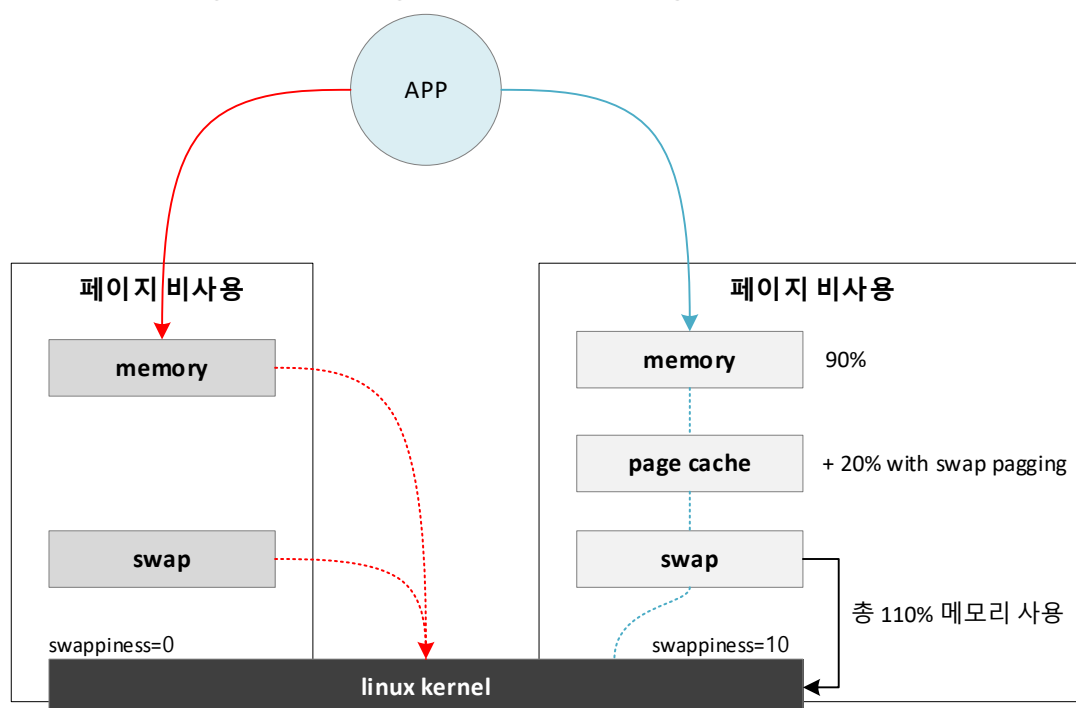 APP
페이지 비사용
memory
swap
swappiness=0
페이지 비사용
memory
90%
page cache
+ 20% with swap pagging
swap
총 110% 메모리 사용
swappiness=10
linux kernel